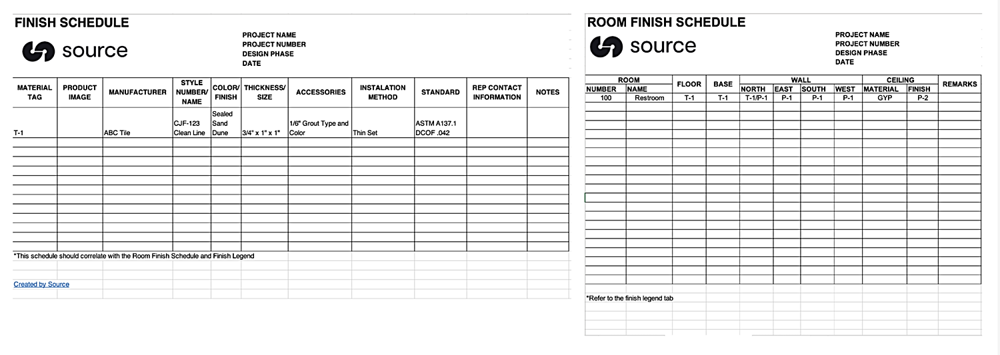 FINISH SCHEDULE
source
PROJECT NAME
PROJECT NUMBER
DESIGN PHASE
DATE
MATERIAL TAG
PRODUCT IMAGE
MANUFACTURER
STYLE NUMBER/ NAME
COLOR/ FINISH
THICKNESS/ SIZE
ACCESSORIES
INSTALATION METHOD
STANDARD
REP CONTACT INFORMATION
NOTES
T-1
ABC Tile
CJF-123 Clean Line
Sealed Sand Dune
3/4" x 1" x 1"
1/6" Grout Type and Color
Thin Set
ASTM A137.1 DCOF .042
*This schedule should correlate with the Room Finish Schedule and Finish Legend
Created by Source
ROOM FINISH SCHEDULE
source
PROJECT NAME
PROJECT NUMBER
DESIGN PHASE
DATE
ROOM FLOOR BASE WALL CEILING REMARKS
NUMBER NAME NORTH EAST SOUTH WEST MATERIAL FINISH
100 Restroom T-1 T-1 T-1/P-1 P-1 P-1 P-1 GYP P-2
*Refer to the finish legend tab